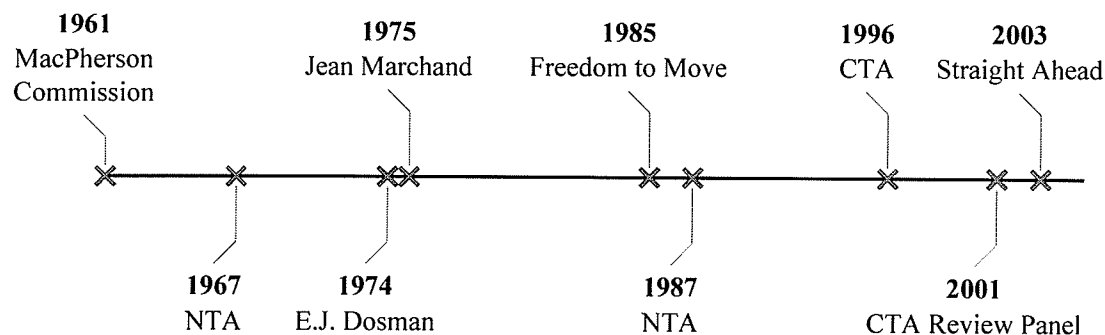 1961
MacPherson
Commission
1975
Jean Marchand
1985
Freedom to Move
1996
CTA
2003
Straight Ahead
1967
NTA
1974
E.J. Dosman
1987
NTA
2001
CTA Review Panel